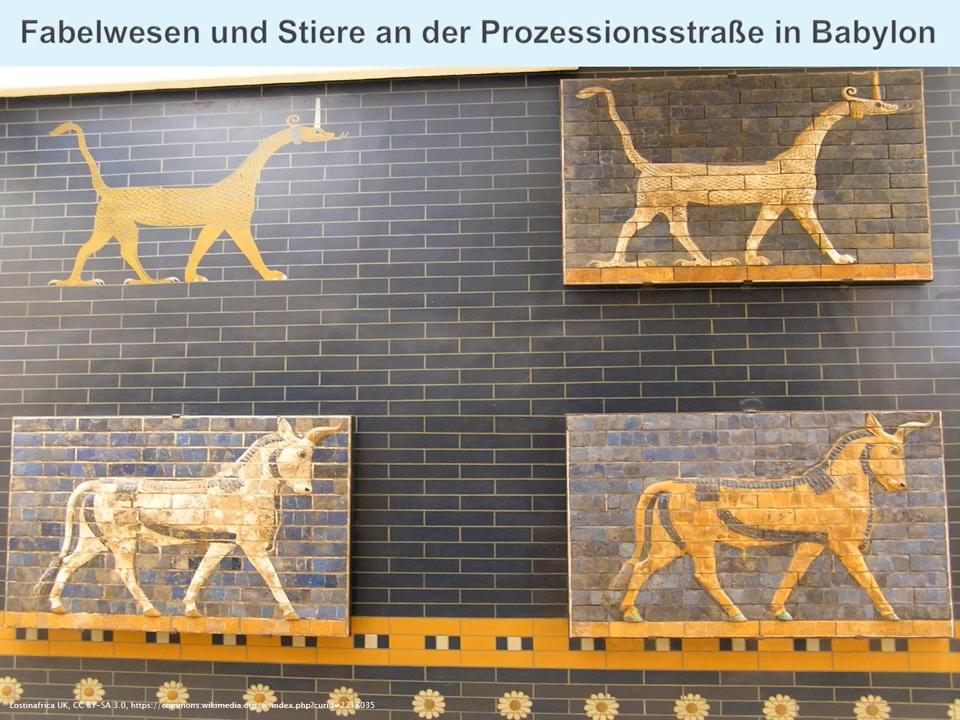 Fabelwesen und Stiere an der Prozessionsstraße in Babylon
Lostinafrica UK, CC BY-SA 3.0, https://commons.wikimedia.org/w/index.php?curid=2218035